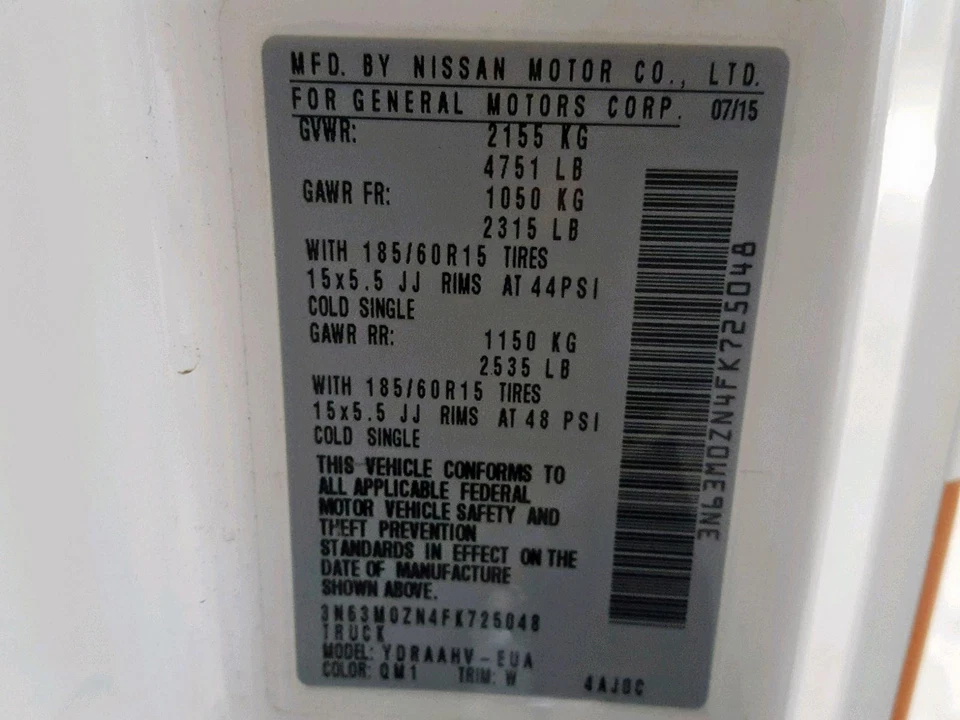 MFD. BY NISSAN MOTOR CO., LTD.
FOR GENERAL MOTORS CORP. 07/15
GVWR: 2155 KG
4751 LB
GAWR FR: 1050 KG
2315 LB
WITH 185/60R15 TIRES
15x5.5 JJ RIMS AT 44PSI
COLD SINGLE
GAWR RR: 1150 KG
2535 LB
WITH 185/60R15 TIRES
15x5.5 JJ RIMS AT 48 PSI
COLD SINGLE
THIS VEHICLE CONFORMS TO
ALL APPLICABLE FEDERAL
MOTOR VEHICLE SAFETY AND
THEFT PREVENTION
STANDARDS IN EFFECT ON THE
DATE OF MANUFACTURE
SHOWN ABOVE.
3N63M0ZN4FK725048
TRUCK
MODEL: YDRAAHV-EUA
COLOR: QM1 TRIM: W 4AJ0C
3N63M0ZN4FK725048